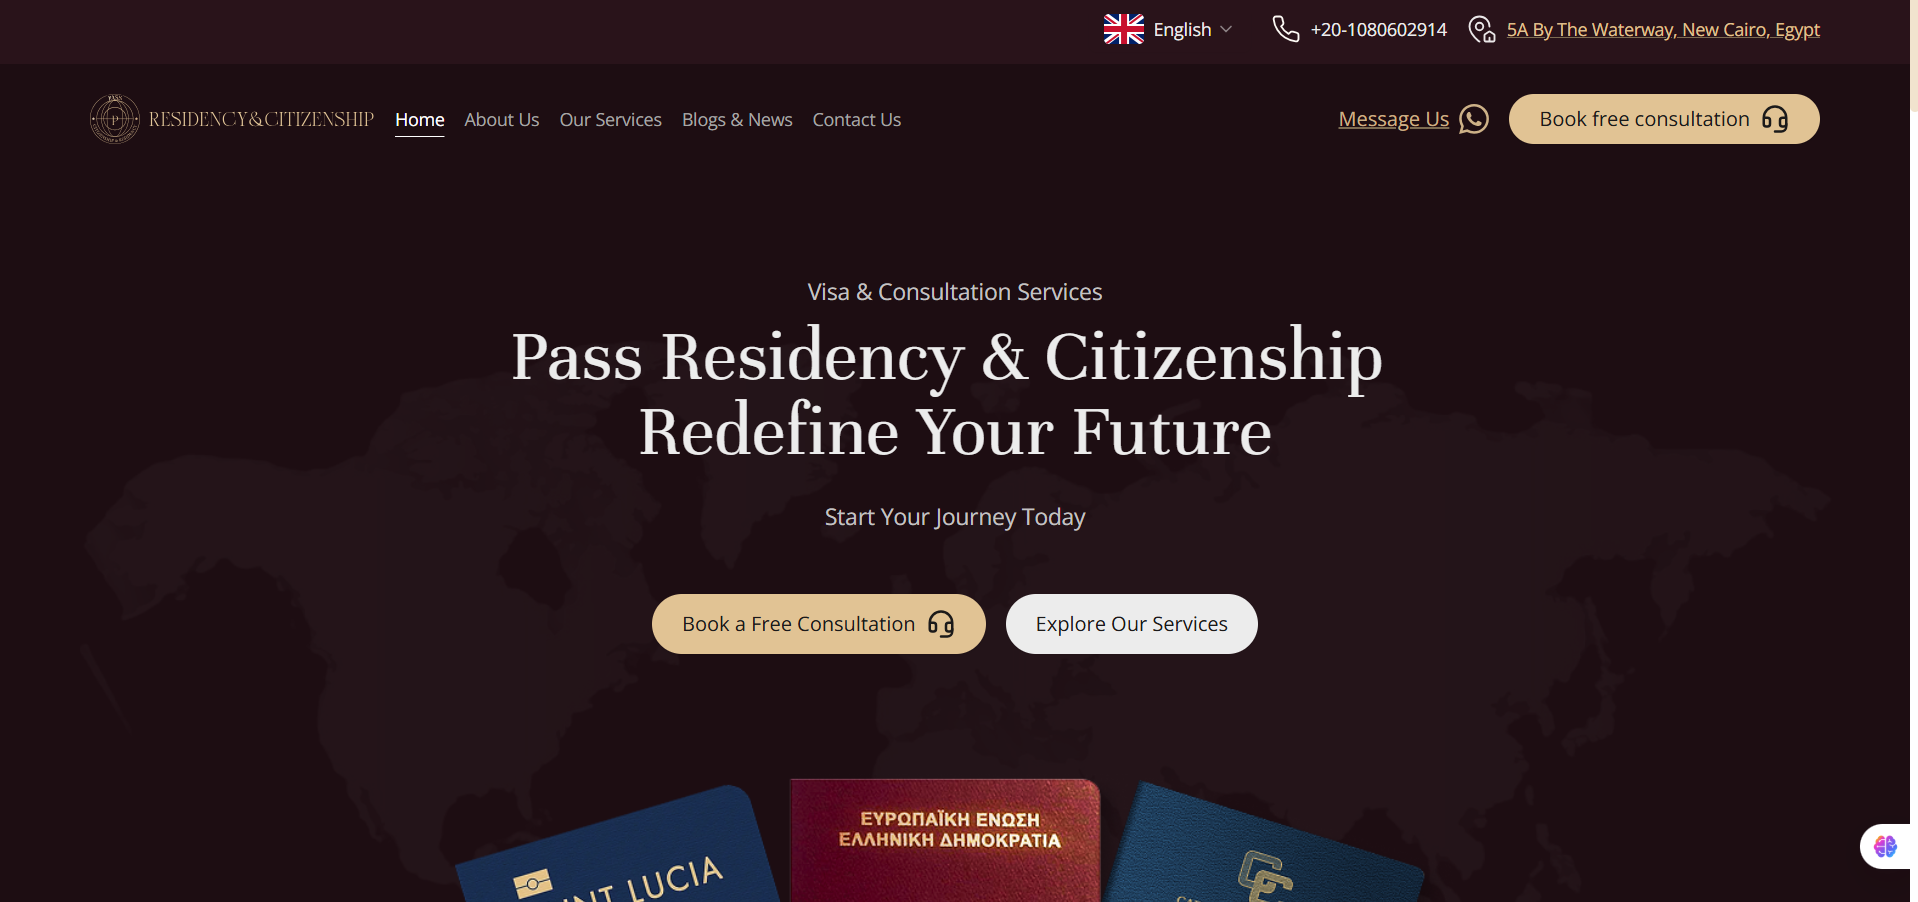 English
+20-1080602914
5A By The Waterway, New Cairo, Egypt
PASS
RESIDENCY&CITIZENSHIP
Home
About Us
Our Services
Blogs & News
Contact Us
Message Us
Book free consultation
Visa & Consultation Services
Pass Residency & Citizenship
Redefine Your Future
Start Your Journey Today
Book a Free Consultation
Explore Our Services
ΕΥΡΩΠΑΪΚΗ ΕΝΩΣΗ
ΕΛΛΗΝΙΚΗ ΔΗΜΟΚΡΑΤΙΑ
LUCIA